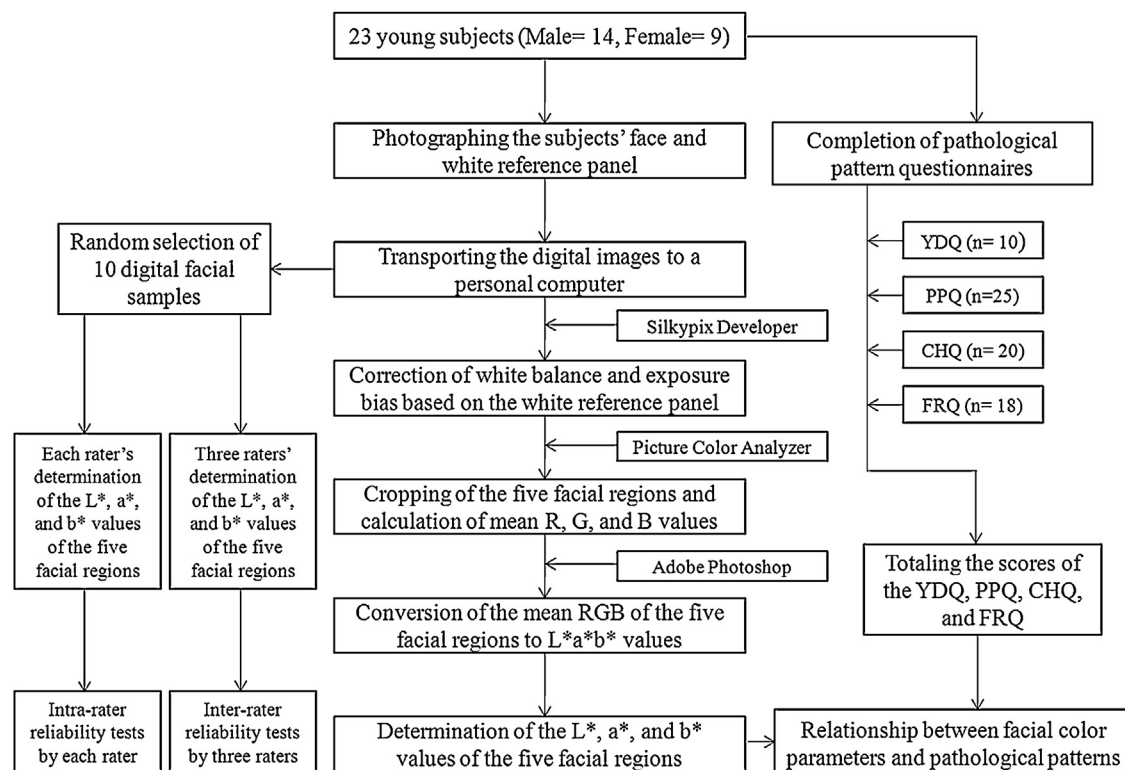 23 young subjects (Male= 14, Female= 9)
Photographing the subjects' face and
white reference panel
Completion of pathological
pattern questionnaires
Random selection of
10 digital facial
samples
Transporting the digital images to a
personal computer
YDQ (n= 10)
PPQ (n=25)
CHQ (n= 20)
FRQ (n= 18)
Silkypix Developer
Correction of white balance and exposure
bias based on the white reference panel
Picture Color Analyzer
Each rater's
determination
of the L*, a*,
and b* values
of the five
facial regions
Three raters'
determination
of the L*, a*,
and b* values
of the five
facial regions
Cropping of the five facial regions and
calculation of mean R, G, and B values
Adobe Photoshop
Conversion of the mean RGB of the five
facial regions to L*a*b* values
Totaling the scores of
the YDQ, PPQ, CHQ,
and FRQ
Intra-rater
reliability tests
by each rater
Inter-rater
reliability tests
by three raters
Determination of the L*, a*, and b*
values of the five facial regions
Relationship between facial color
parameters and pathological patterns